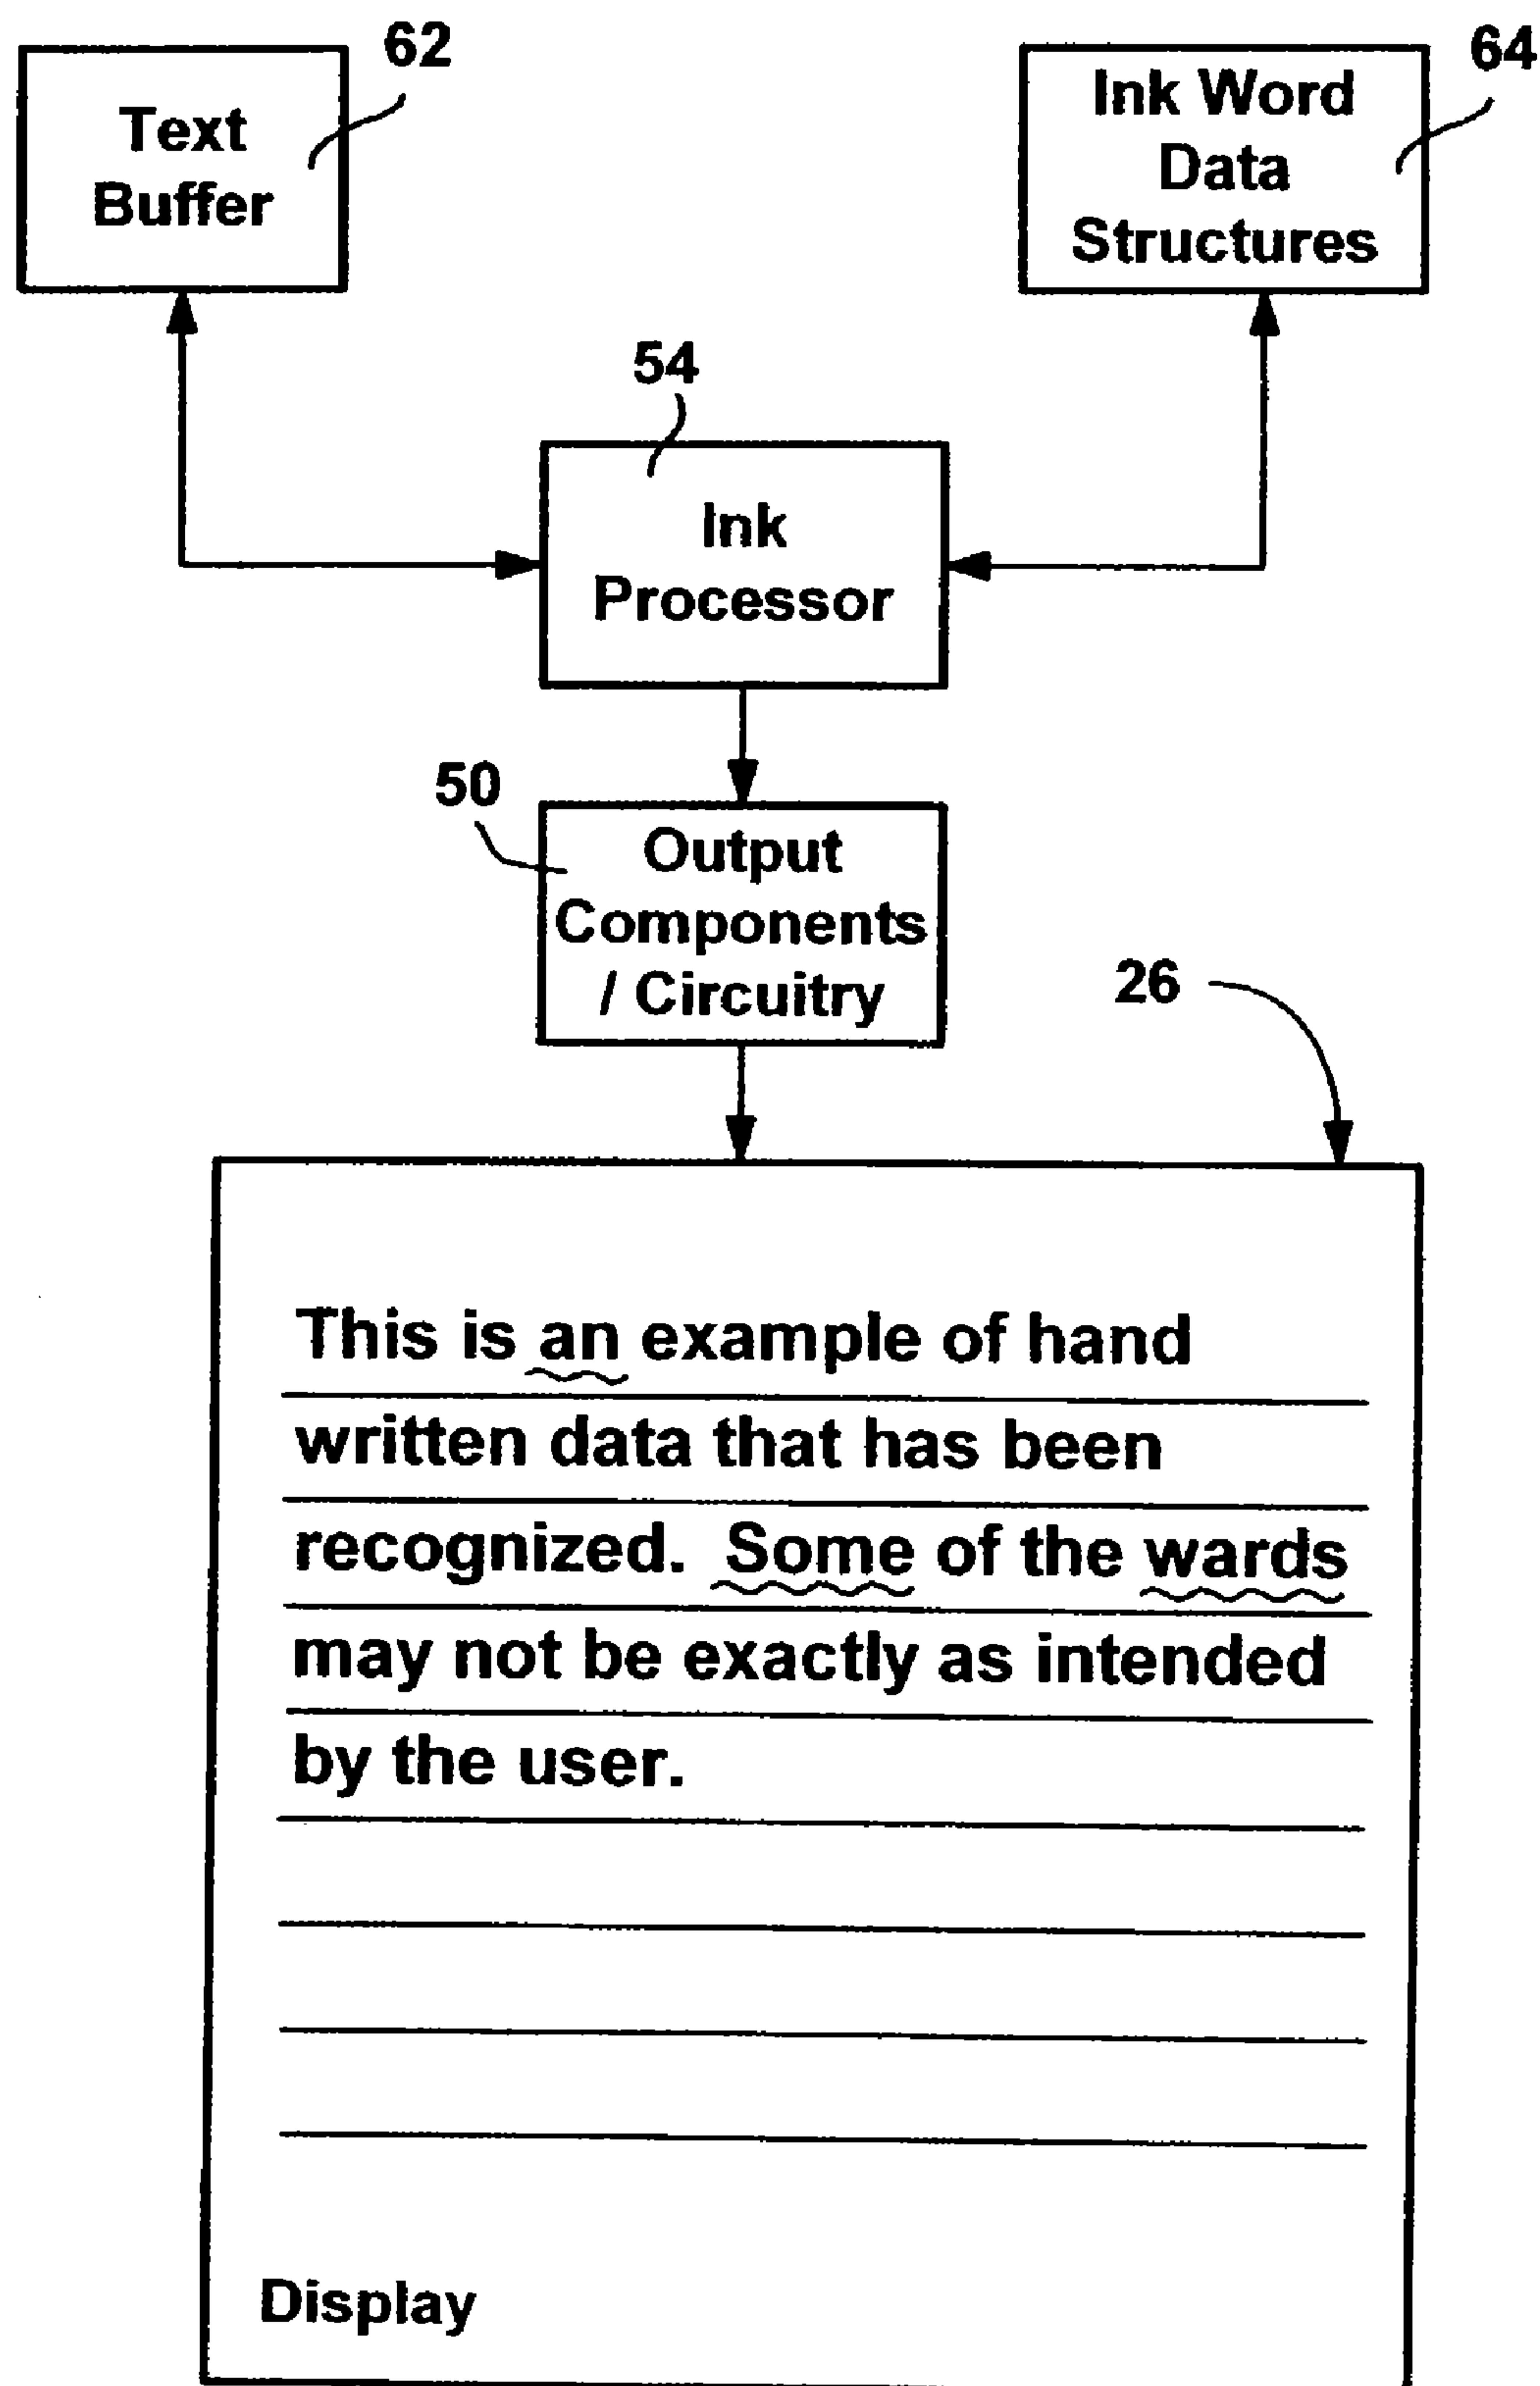 62
Text
Buffer
64
Ink Word
Data
Structures
54
Ink
Processor
50
Output
Components
/ Circuitry
26
This is an example of hand
written data that has been
recognized. Some of the wards
may not be exactly as intended
by the user.
Display